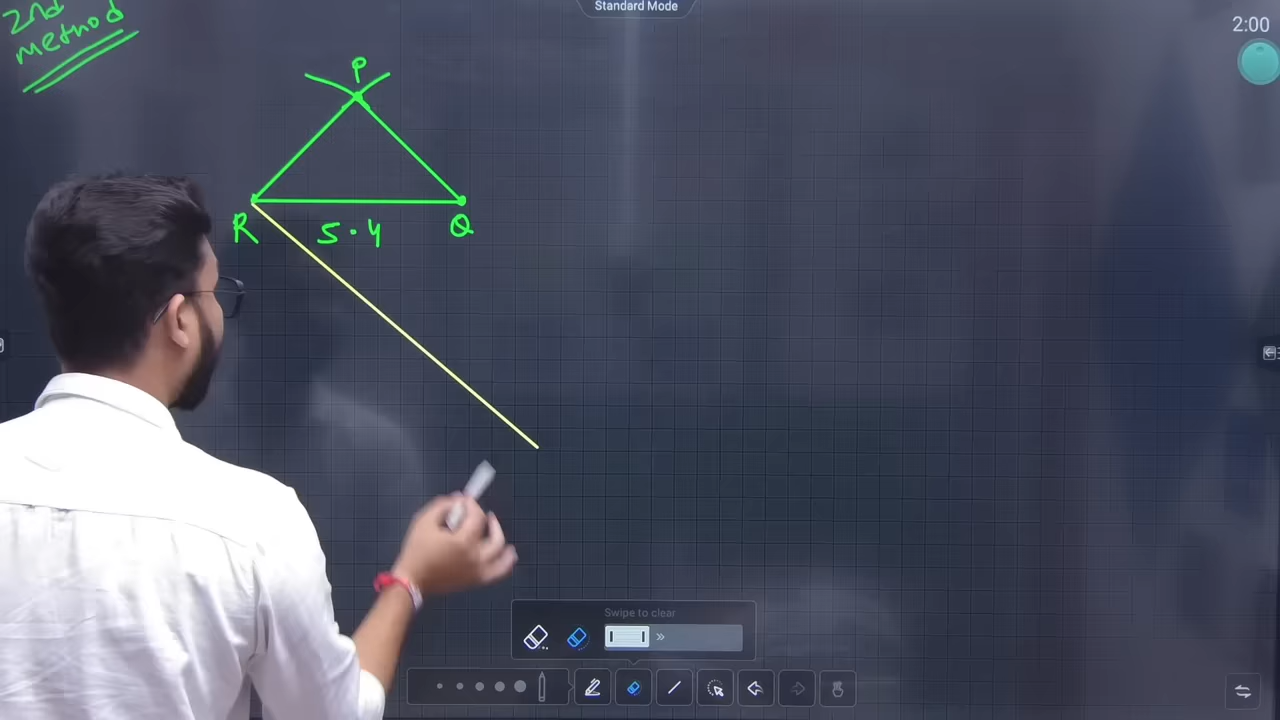 Standard Mode
2:00
2nd
method
P
R
5.4
Q
Swipe to clear